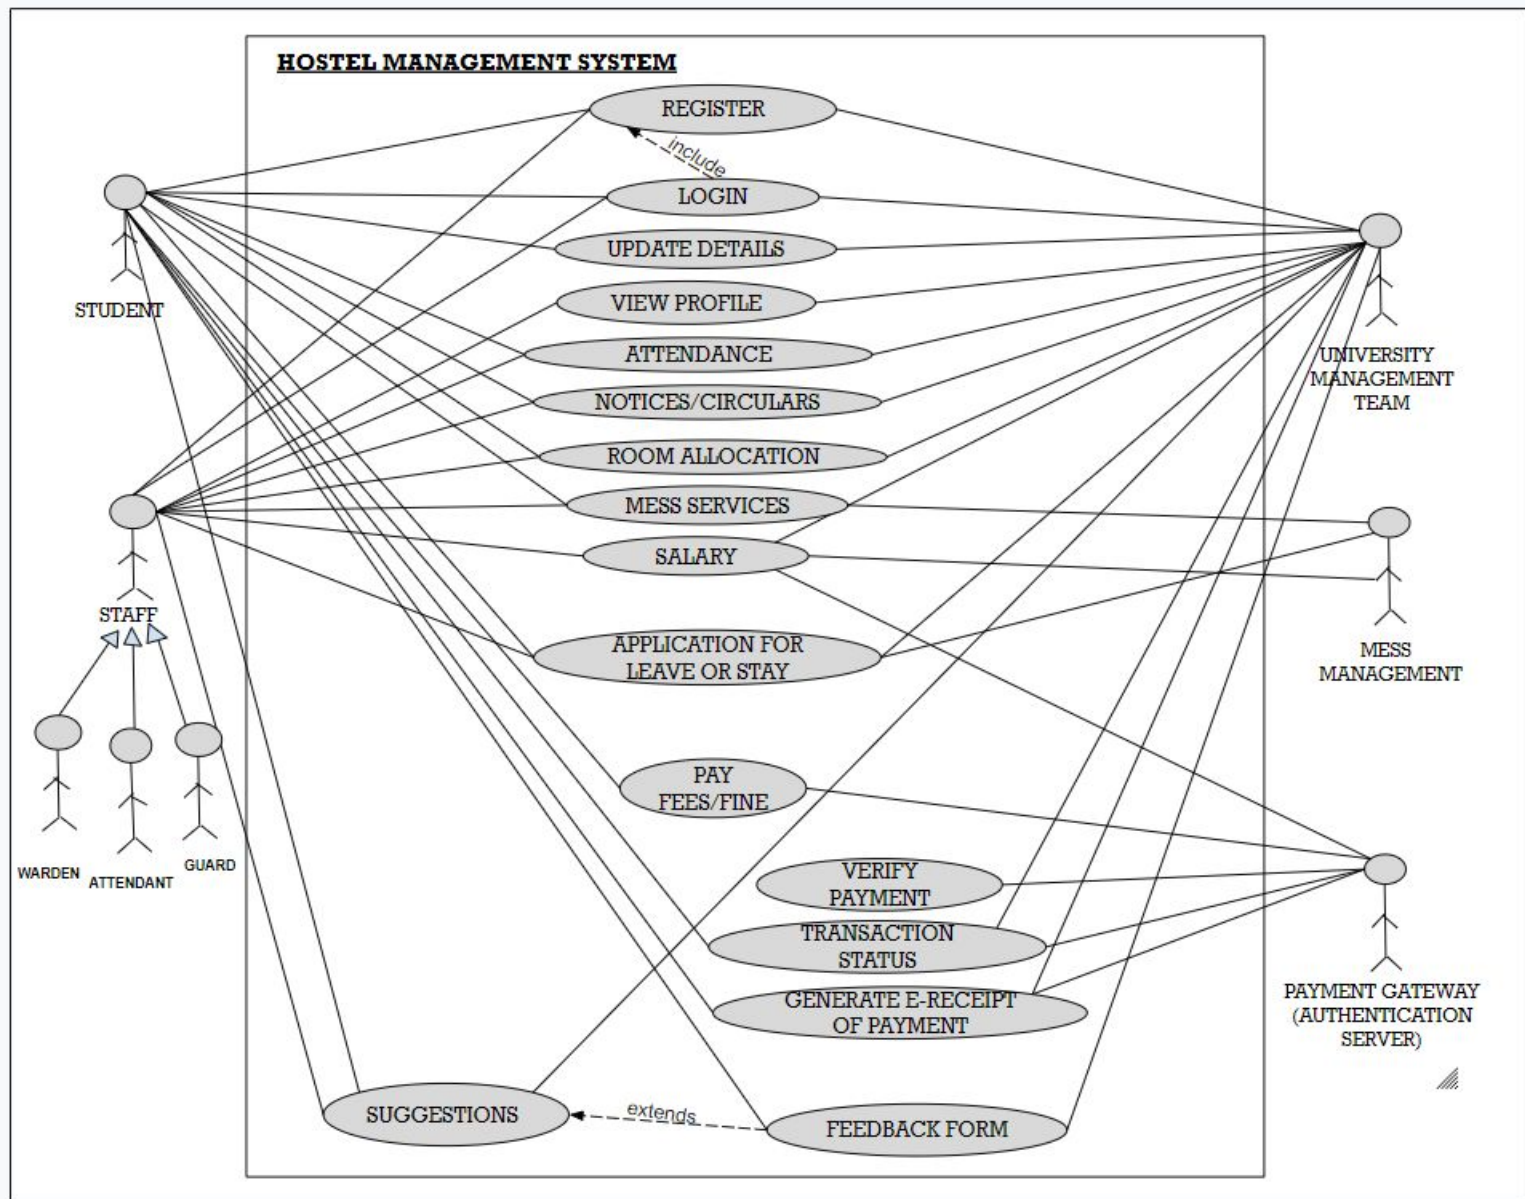 HOSTEL MANAGEMENT SYSTEM
REGISTER
include
LOGIN
UPDATE DETAILS
VIEW PROFILE
STUDENT
ATTENDANCE
UNIVERSITY
MANAGEMENT
TEAM
NOTICES/CIRCULARS
ROOM ALLOCATION
MESS SERVICES
SALARY
STAFF
APPLICATION FOR
LEAVE OR STAY
MESS
MANAGEMENT
PAY
FEES/FINE
WARDEN
ATTENDANT
GUARD
VERIFY
PAYMENT
TRANSACTION
STATUS
GENERATE E-RECEIPT
OF PAYMENT
PAYMENT GATEWAY
(AUTHENTICATION
SERVER)
SUGGESTIONS
extends
FEEDBACK FORM